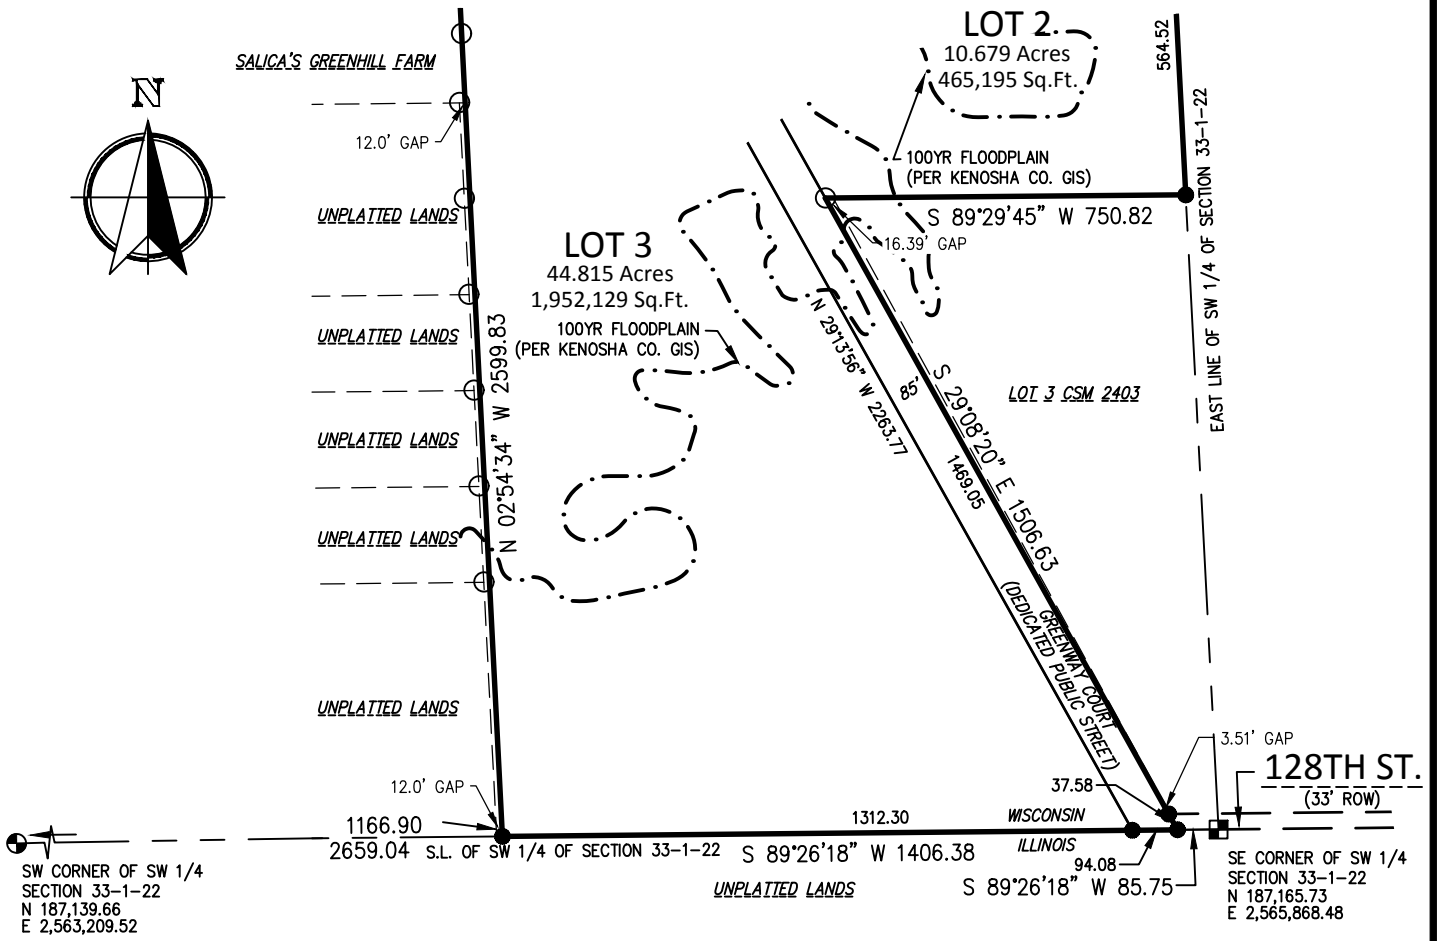 LOT 2
10.679 Acres
465,195 Sq.Ft.
564.52
SALICA'S GREENHILL FARM
N
12.0' GAP
100YR FLOODPLAIN
(PER KENOSHA CO. GIS)
EAST LINE OF SW 1/4 OF SECTION 33-1-22
UNPLATTED LANDS
S 89°29'45" W 750.82
16.39' GAP
LOT 3
44.815 Acres
1,952,129 Sq.Ft.
100YR FLOODPLAIN
(PER KENOSHA CO. GIS)
UNPLATTED LANDS
N 02°54'34" W 2599.83
N 29°13'56" W 2263.77
85'
S 29°08'20" E 1506.63
1469.05
LOT 3 CSM 2403
UNPLATTED LANDS
UNPLATTED LANDS
GREENWAY COURT
(DEDICATED PUBLIC STREET)
UNPLATTED LANDS
3.51' GAP
128TH ST.
(33' ROW)
37.58
12.0' GAP
1166.90
1312.30
WISCONSIN
ILLINOIS
2659.04 S.L. OF SW 1/4 OF SECTION 33-1-22
S 89°26'18" W 1406.38
94.08
S 89°26'18" W 85.75
UNPLATTED LANDS
SW CORNER OF SW 1/4
SECTION 33-1-22
N 187,139.66
E 2,563,209.52
SE CORNER OF SW 1/4
SECTION 33-1-22
N 187,165.73
E 2,565,868.48